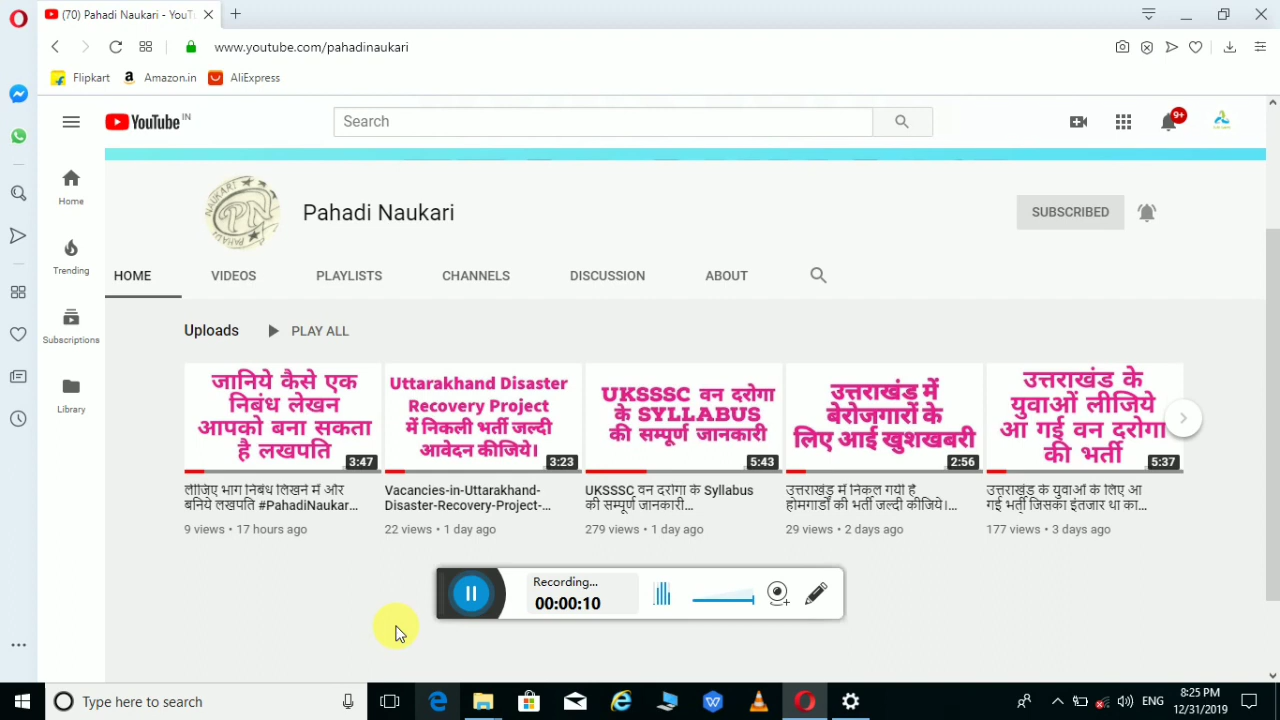 (70) Pahadi Naukari - YouTu
www.youtube.com/pahadinaukari
Flipkart
a Amazon.in
AliExpress
YouTube IN
Search
9+
Home
Trending
Subscriptions
Library
NAUKARI
PN
PAHADI
Pahadi Naukari
SUBSCRIBED
HOME VIDEOS PLAYLISTS CHANNELS DISCUSSION ABOUT
Uploads PLAY ALL
जानिये कैसे एक
निबंध लेखन
आपको बना सकता
है लखपति
3:47
लीजिए भाग निबंध लिखने में और
बनिये लखपति #PahadiNaukar...
9 views • 17 hours ago
Uttarakhand Disaster
Recovery Project
में निकली भर्ती जल्दी
आवेदन कीजिये।
3:23
Vacancies-in-Uttarakhand-
Disaster-Recovery-Project-...
22 views • 1 day ago
UKSSSC वन दरोगा
के SYLLABUS
की सम्पूर्ण जानकारी
5:43
UKSSSC वन दरोगा के Syllabus
की सम्पूर्ण जानकारी...
279 views • 1 day ago
उत्तराखंड में
बेरोजगारों के
लिए आई खुशखबरी
2:56
उत्तराखंड में निकल गयी है
होमगार्डों की भर्ती जल्दी कीजिये।...
29 views • 2 days ago
उत्तराखंड के
युवाओं लीजिये
आ गई वन दरोगा
की भर्ती
5:37
उत्तराखंड के युवाओं के लिए आ
गई भर्ती जिसका इंतजार था का...
177 views • 3 days ago
Recording...
00:00:10
Type here to search
ENG
8:25 PM
12/31/2019